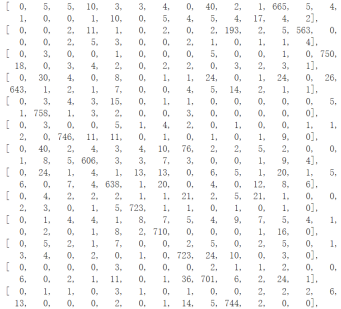 [ 0, 5, 5, 10, 3, 3, 4, 0, 40, 2, 1, 665, 5, 4,
1, 0, 0, 1, 10, 0, 5, 4, 5, 4, 17, 4, 2],
[ 0, 0, 2, 11, 1, 0, 2, 0, 2, 193, 2, 5, 563, 0,
0, 0, 2, 5, 3, 0, 0, 2, 1, 0, 1, 1, 4],
[ 0, 3, 0, 0, 1, 0, 0, 0, 5, 0, 0, 1, 0, 750,
18, 0, 3, 4, 2, 2, 2, 0, 3, 2, 3, 1],
[ 0, 30, 4, 0, 8, 0, 1, 1, 24, 0, 1, 24, 0, 26,
643, 1, 2, 1, 7, 0, 0, 4, 5, 14, 2, 1, 1],
[ 0, 3, 4, 3, 15, 0, 1, 1, 0, 0, 0, 0, 0, 5,
1, 758, 1, 3, 2, 0, 0, 3, 0, 0, 0, 0, 0],
[ 0, 3, 0, 0, 5, 1, 4, 2, 0, 1, 0, 0, 1, 1,
2, 0, 746, 11, 11, 0, 1, 0, 1, 0, 1, 9, 0],
[ 0, 40, 2, 4, 3, 4, 10, 76, 2, 2, 5, 2, 0, 0,
1, 8, 5, 606, 3, 3, 7, 3, 0, 0, 1, 9, 4],
[ 0, 24, 1, 4, 1, 13, 13, 0, 6, 5, 1, 20, 1, 5,
6, 0, 7, 4, 638, 1, 20, 0, 4, 0, 12, 8, 6],
[ 0, 4, 2, 2, 2, 1, 1, 21, 2, 5, 21, 1, 0, 0,
2, 3, 0, 1, 5, 723, 1, 1, 0, 1, 0, 1, 0],
[ 0, 1, 4, 4, 1, 8, 7, 5, 4, 9, 7, 5, 4, 1,
0, 2, 0, 1, 8, 2, 710, 0, 0, 0, 1, 16, 0],
[ 0, 5, 2, 1, 7, 0, 0, 2, 5, 0, 2, 5, 0, 1,
3, 4, 0, 2, 0, 1, 0, 723, 24, 10, 0, 3, 0],
[ 0, 0, 0, 0, 3, 0, 0, 0, 2, 1, 1, 2, 0, 0,
6, 0, 2, 1, 11, 0, 1, 36, 701, 6, 2, 24, 1],
[ 0, 1, 1, 0, 3, 1, 0, 1, 0, 0, 2, 2, 2, 6,
13, 0, 0, 0, 2, 0, 1, 14, 5, 744, 2, 0, 0],